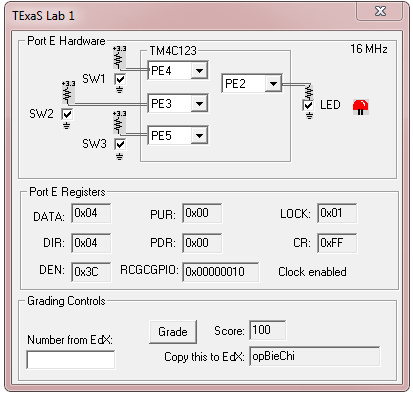 TExaS Lab 1
Port E Hardware
TM4C123
16 MHz
+3.3
SW1
PE4
PE2
+3.3
SW2
PE3
LED
+3.3
SW3
PE5
Port E Registers
DATA: 0x04 PUR: 0x00 LOCK: 0x01
DIR: 0x04 PDR: 0x00 CR: 0xFF
DEN: 0x3C RCGCGPIO: 0x00000010 Clock enabled
Grading Controls
Number from EdX:
Grade Score: 100
Copy this to EdX: opBieChi